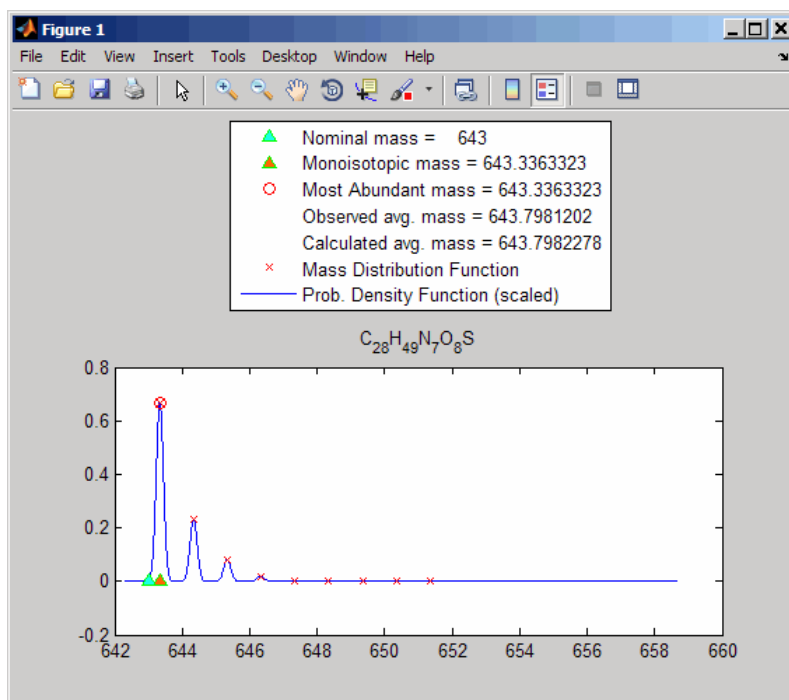 Figure 1
File Edit View Insert Tools Desktop Window Help
Nominal mass = 643
Monoisotopic mass = 643.3363323
Most Abundant mass = 643.3363323
Observed avg. mass = 643.7981202
Calculated avg. mass = 643.7982278
Mass Distribution Function
Prob. Density Function (scaled)
C28H49N7O8S
0.8
0.6
0.4
0.2
0
-0.2
642 644 646 648 650 652 654 656 658 660